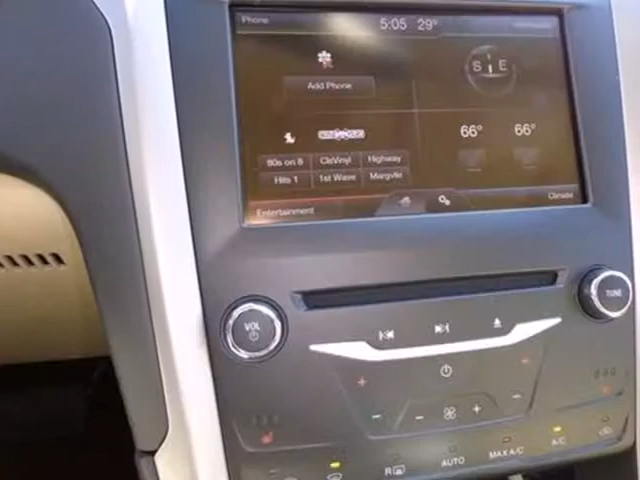 Phone
5:05 29°
S E
Add Phone
66° 66°
80s on 8 ClsVinyl Highway
Hits 1 1st Wave Margvlle
Entertainment
Climate
VOL
TUNE
R
AUTO
MAX A/C
A/C